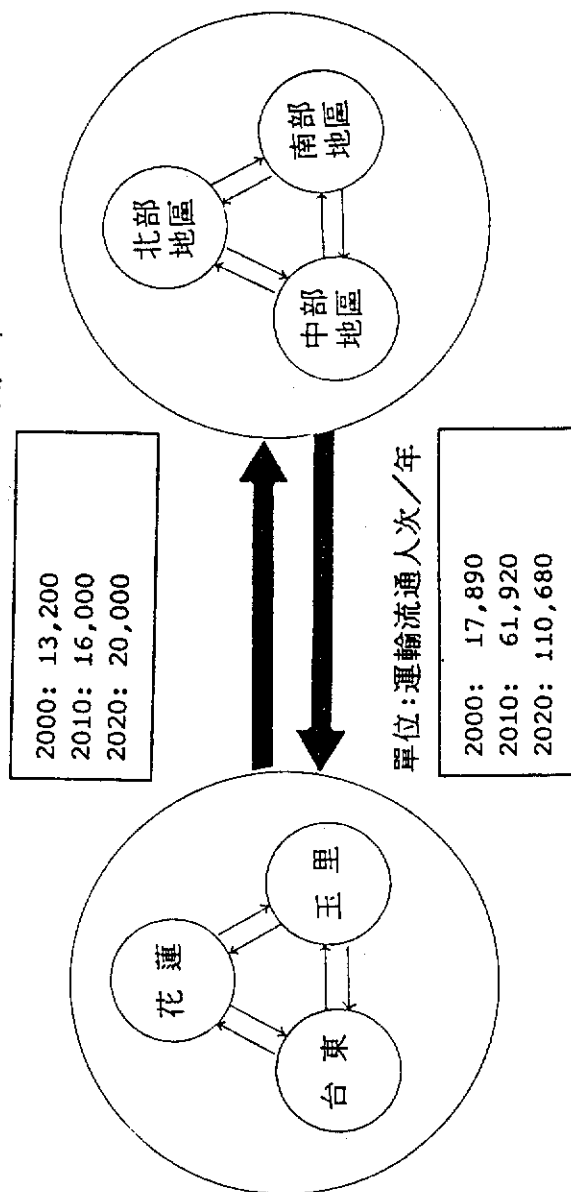 北部
地區
中部
地區
南部
地區
2000: 13,200
2010: 16,000
2020: 20,000
單位:運輸流通人次／年
2000: 17,890
2010: 61,920
2020: 110,680
花蓮
台東
玉里